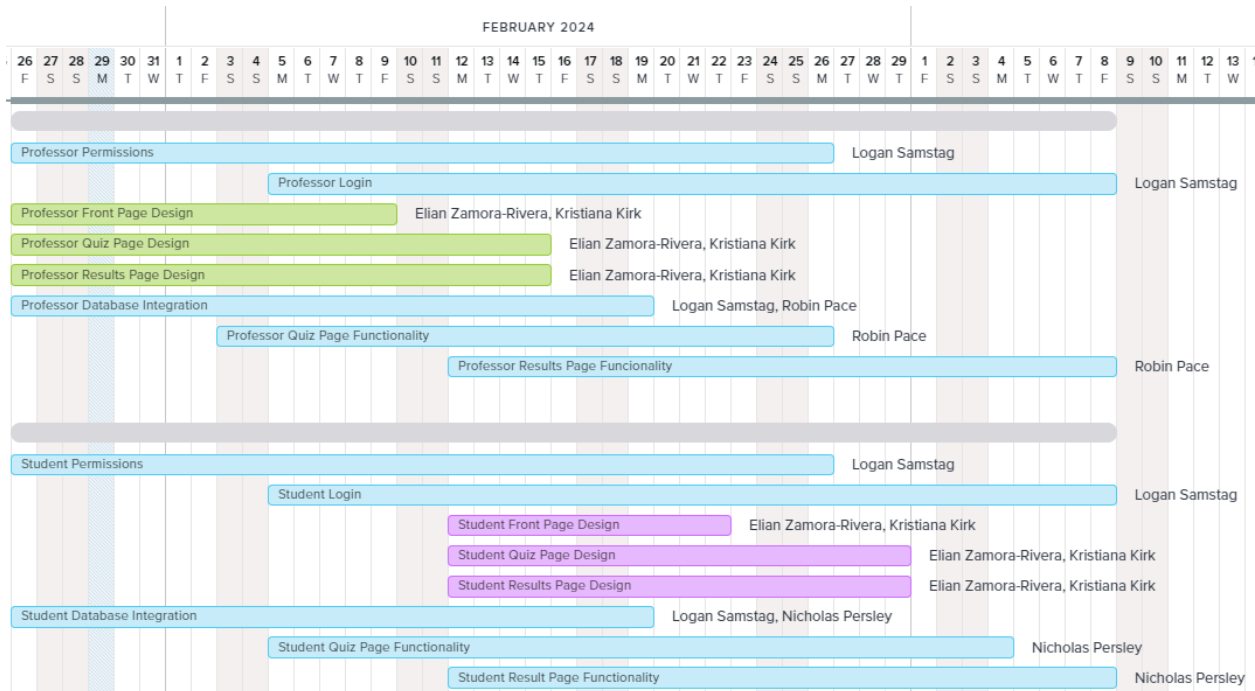 FEBRUARY 2024
26 27 28 29 30 31 1 2 3 4 5 6 7 8 9 10 11 12 13 14 15 16 17 18 19 20 21 22 23 24 25 26 27 28 29 1 2 3 4 5 6 7 8 9 10 11 12 13
F S S M T W T F S S M T W T F S S M T W T F S S M T W T F S S M T W T F S S M T W T F S S M T W
Professor Permissions Logan Samstag
Professor Login Logan Samstag
Professor Front Page Design Elian Zamora-Rivera, Kristiana Kirk
Professor Quiz Page Design Elian Zamora-Rivera, Kristiana Kirk
Professor Results Page Design Elian Zamora-Rivera, Kristiana Kirk
Professor Database Integration Logan Samstag, Robin Pace
Professor Quiz Page Functionality Robin Pace
Professor Results Page Funcionality Robin Pace
Student Permissions Logan Samstag
Student Login Logan Samstag
Student Front Page Design Elian Zamora-Rivera, Kristiana Kirk
Student Quiz Page Design Elian Zamora-Rivera, Kristiana Kirk
Student Results Page Design Elian Zamora-Rivera, Kristiana Kirk
Student Database Integration Logan Samstag, Nicholas Persley
Student Quiz Page Functionality Nicholas Persley
Student Result Page Functionality Nicholas Persley